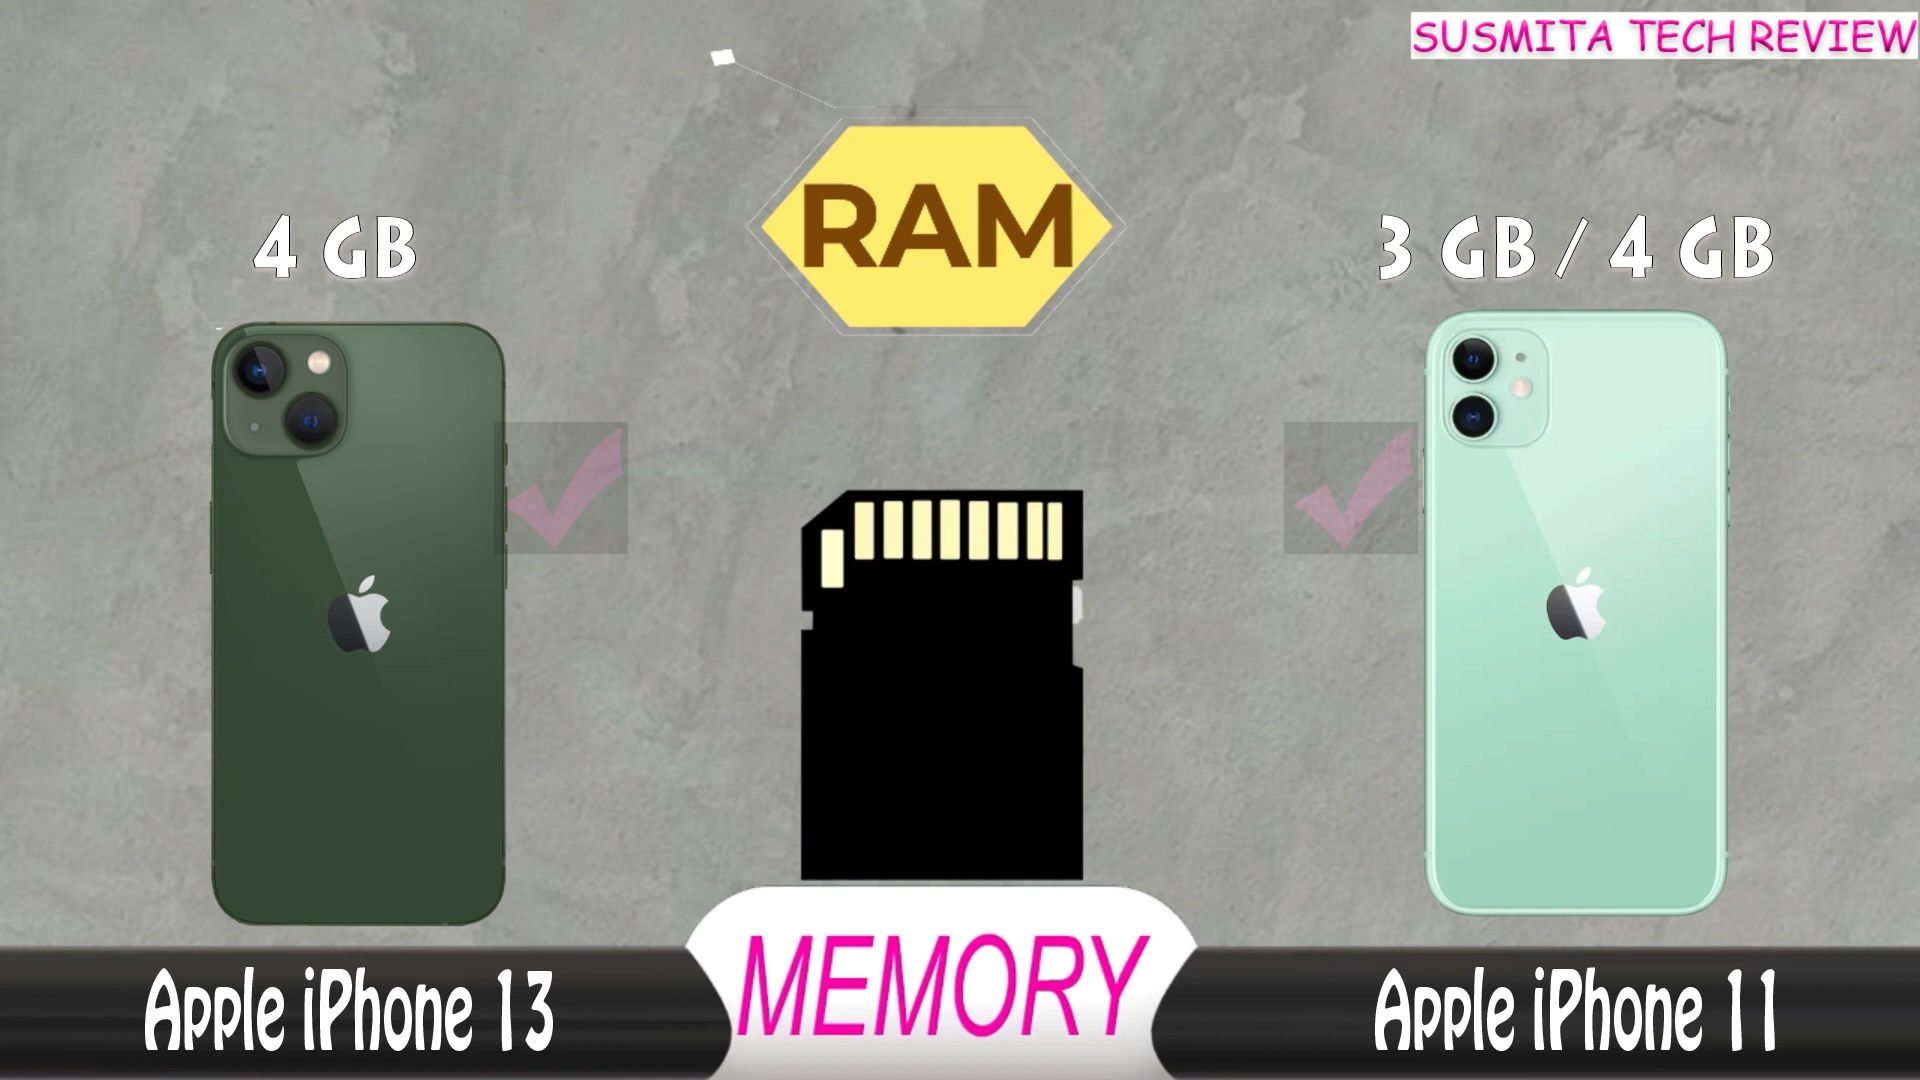 SUSMITA TECH REVIEW
RAM
4 GB
3 GB / 4 GB
MEMORY
Apple iPhone 13
Apple iPhone 11